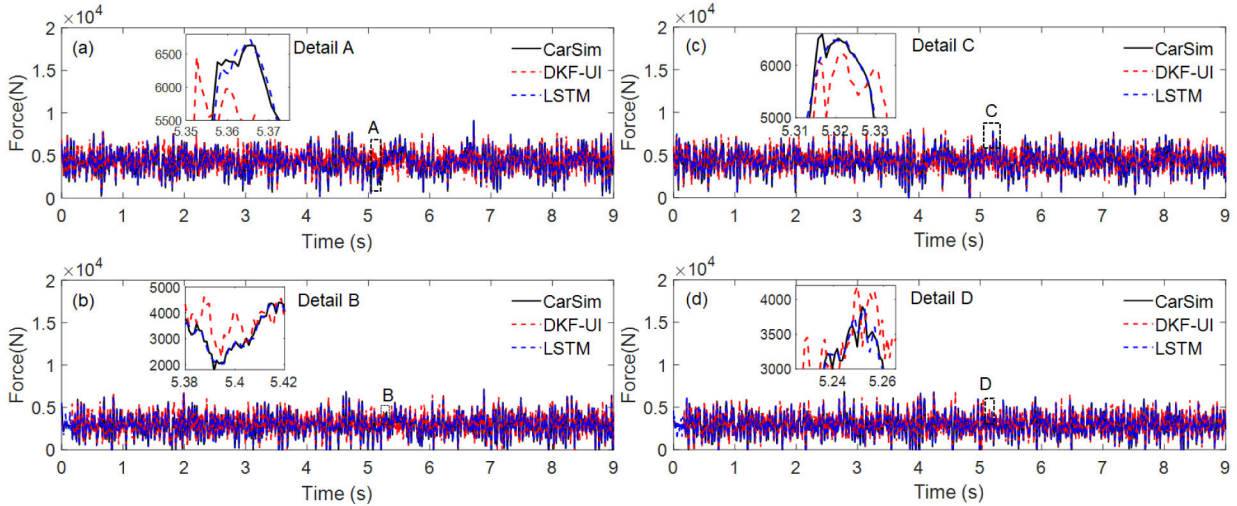 ×10⁴
2
1.5
1
0.5
0
Force(N)
(a)
Detail A
6500
6000
5500
5.35 5.36 5.37
CarSim
DKF-UI
LSTM
A
0 1 2 3 4 5 6 7 8 9
Time (s)
×10⁴
2
1.5
1
0.5
0
(c)
Detail C
6000
5000
5.31 5.32 5.33
CarSim
DKF-UI
LSTM
C
0 1 2 3 4 5 6 7 8 9
Time (s)
×10⁴
2
1.5
1
0.5
0
Force(N)
(b)
Detail B
5000
4000
3000
2000
5.38 5.4 5.42
CarSim
DKF-UI
LSTM
B
0 1 2 3 4 5 6 7 8 9
Time (s)
×10⁴
2
1.5
1
0.5
0
(d)
Detail D
4000
3500
3000
5.24 5.26
CarSim
DKF-UI
LSTM
D
0 1 2 3 4 5 6 7 8 9
Time (s)